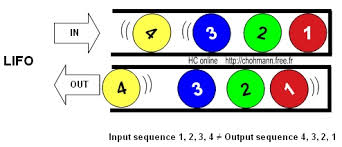 IN
4 3 2 1
HC online http://chohmann.free.fr
LIFO
OUT
4 3 2 1
Input sequence 1, 2, 3, 4 ≠ Output sequence 4, 3, 2, 1